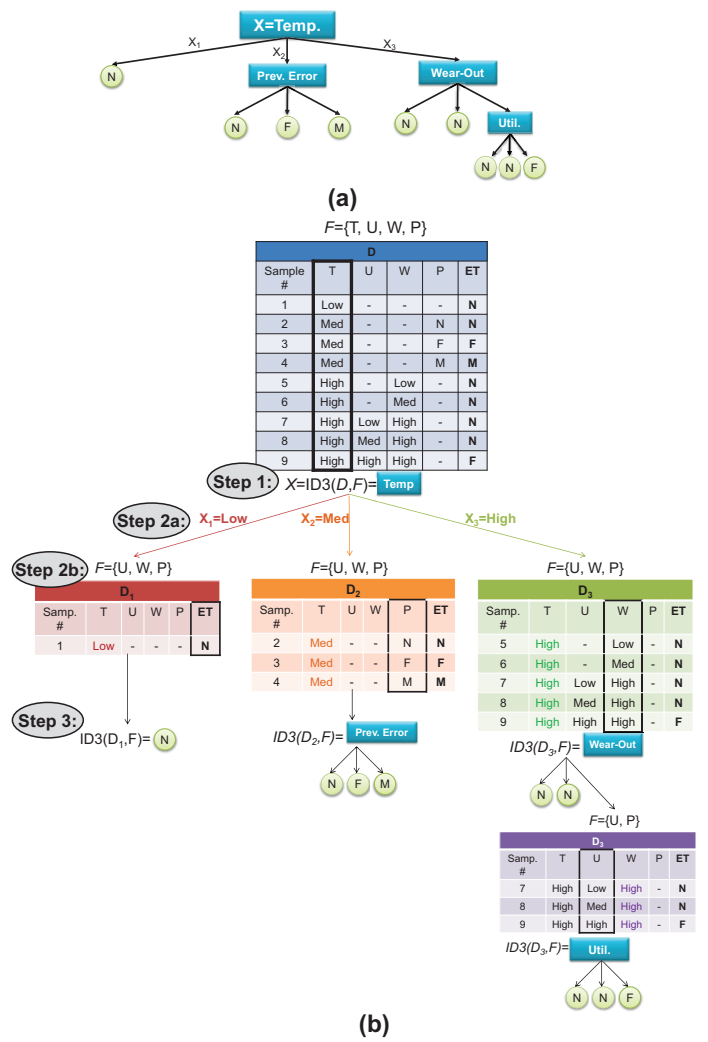 X=Temp.
X1 X2 X3
N Prev. Error Wear-Out
N F M N N Util.
N N F
(a)
F={T, U, W, P}
D
Sample # T U W P ET
1 Low - - - N
2 Med - - N N
3 Med - - F F
4 Med - - M M
5 High - Low - N
6 High - Med - N
7 High Low High - N
8 High Med High - N
9 High High High - F
Step 1: X=ID3(D,F)= Temp
Step 2a: X1=Low X2=Med X3=High
Step 2b: F={U, W, P} F={U, W, P} F={U, W, P}
D1
Samp. # T U W P ET
1 Low - - - N
D2
Samp. # T U W P ET
2 Med - - N N
3 Med - - F F
4 Med - - M M
D3
Samp. # T U W P ET
5 High - Low - N
6 High - Med - N
7 High Low High - N
8 High Med High - N
9 High High High - F
Step 3:
ID3(D1,F)= N
ID3(D2,F)= Prev. Error
N F M
ID3(D3,F)= Wear-Out
N N
F={U, P}
D3
Samp. # T U W P ET
7 High Low High - N
8 High Med High - N
9 High High High - F
ID3(D3,F)= Util.
N N F
(b)